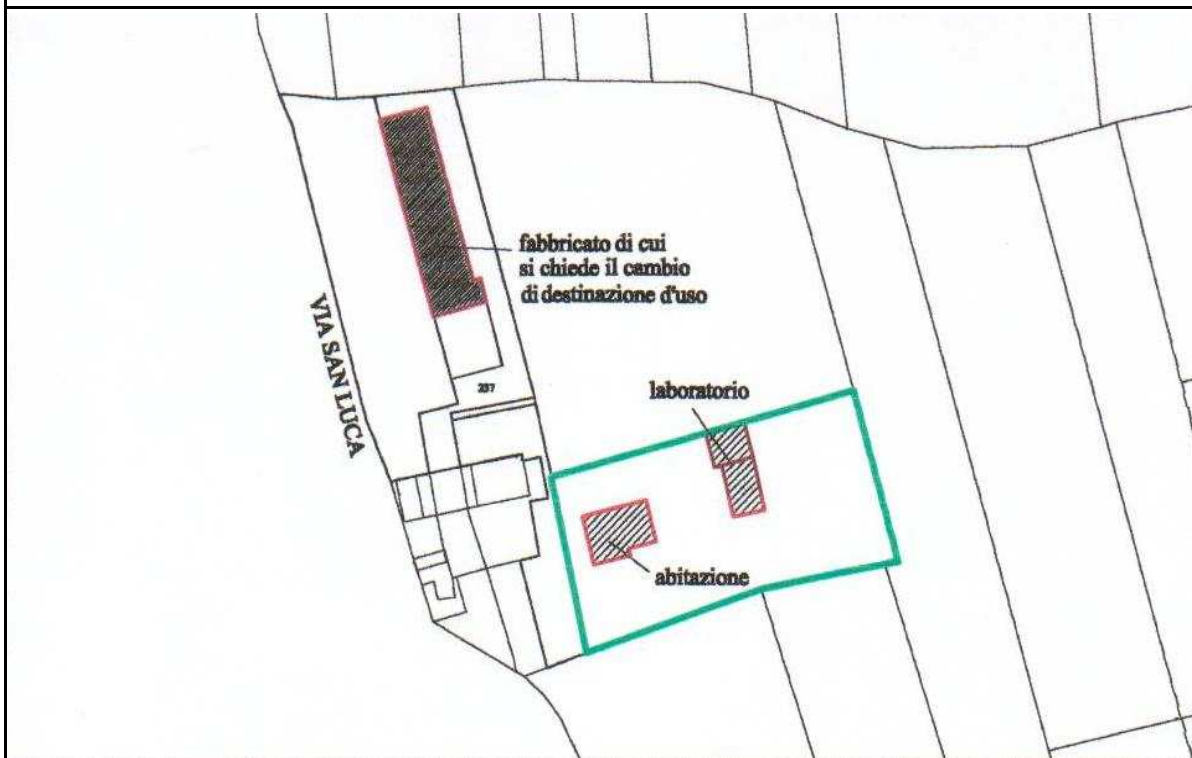 fabbricato di cui
si chiede il cambio
di destinazione d'uso
VIA SAN LUCA
237
laboratorio
abitazione